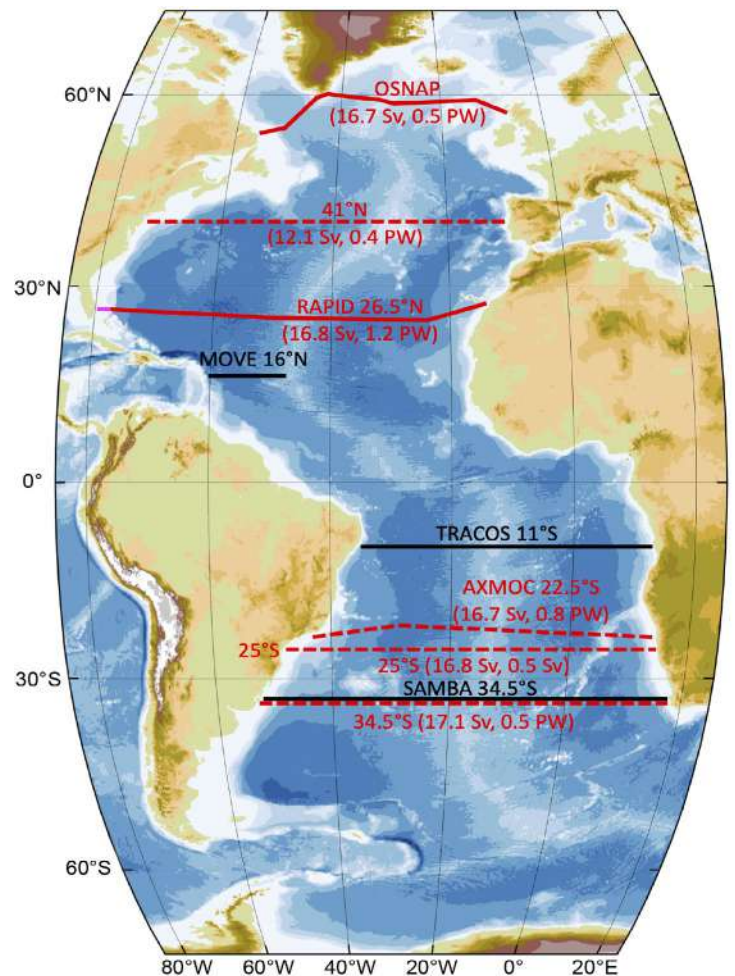 60°N
OSNAP
(16.7 Sv, 0.5 PW)
41°N
(12.1 Sv, 0.4 PW)
30°N
RAPID 26.5°N
(16.8 Sv, 1.2 PW)
MOVE 16°N
0°
TRACOS 11°S
AXMOC 22.5°S
(16.7 Sv, 0.8 PW)
25°S
25°S (16.8 Sv, 0.5 Sv)
30°S
SAMBA 34.5°S
34.5°S (17.1 Sv, 0.5 PW)
60°S
80°W 60°W 40°W 20°W 0° 20°E